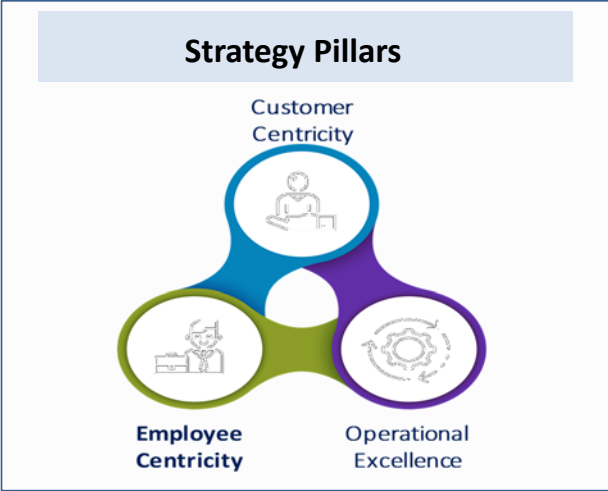 Strategy Pillars
Customer
Centricity
Employee
Centricity
Operational
Excellence